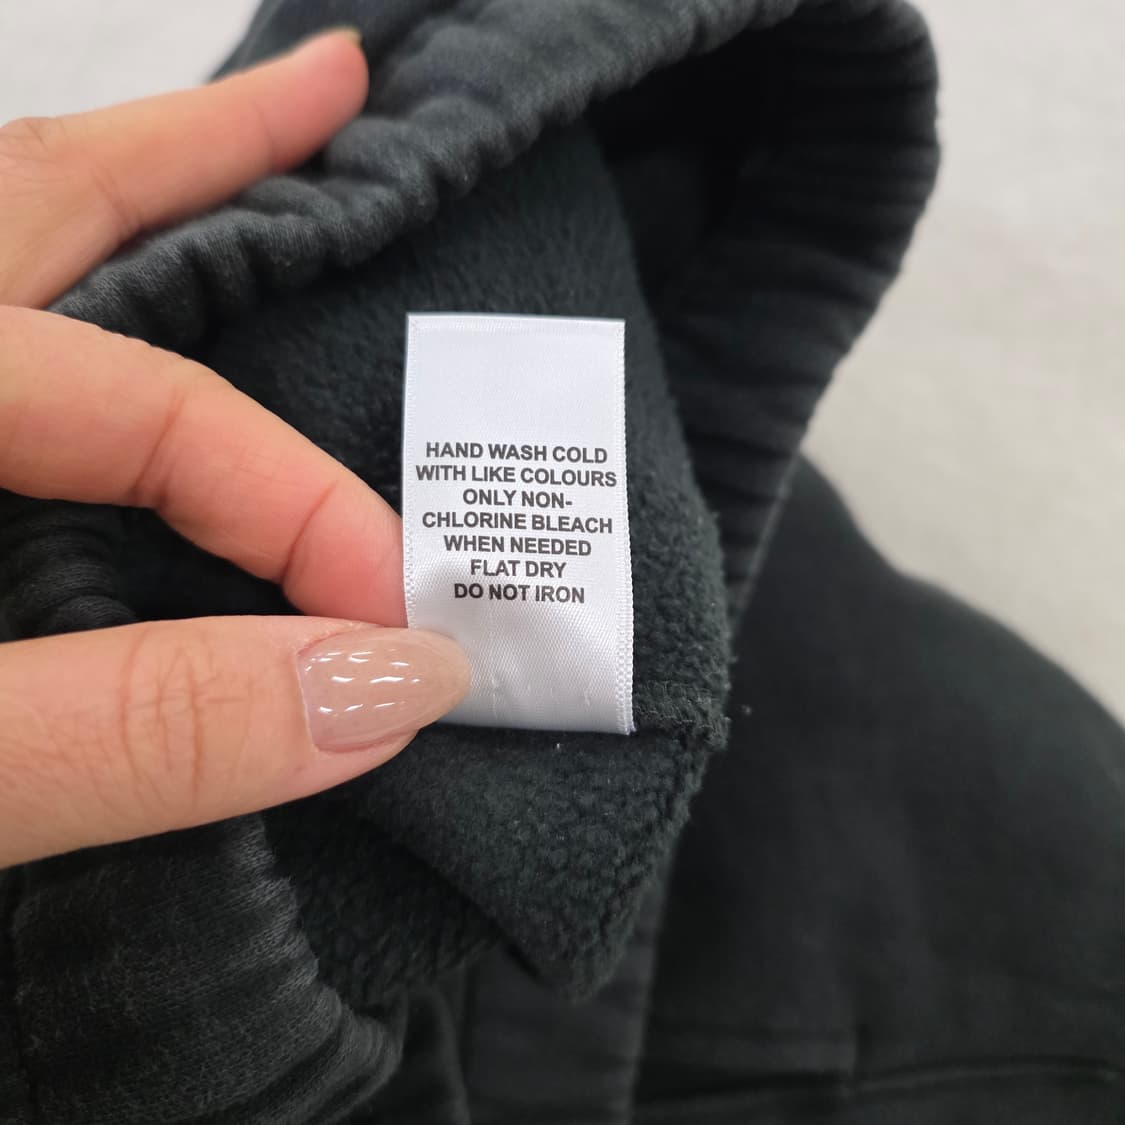 HAND WASH COLD
WITH LIKE COLOURS
ONLY NON-
CHLORINE BLEACH
WHEN NEEDED
FLAT DRY
DO NOT IRON